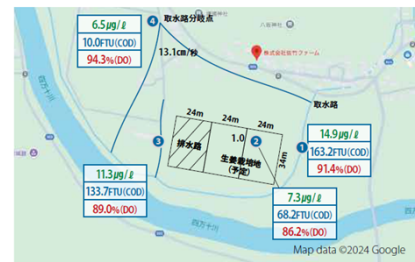 ④ 取水路分岐点
6.5μg/ℓ
10.0FTU(COD)
94.3%(DO)
13.1cm/秒
株式会社佐竹ファーム
取水路
24m
24m
24m
1.0
34m
排水路
生姜栽培地
(予定)
①
②
③
14.9μg/ℓ
163.2FTU(COD)
91.4%(DO)
11.3μg/ℓ
133.7FTU(COD)
89.0%(DO)
7.3μg/ℓ
68.2FTU(COD)
86.2%(DO)
四万十川
四万十川
Map data ©2024 Google